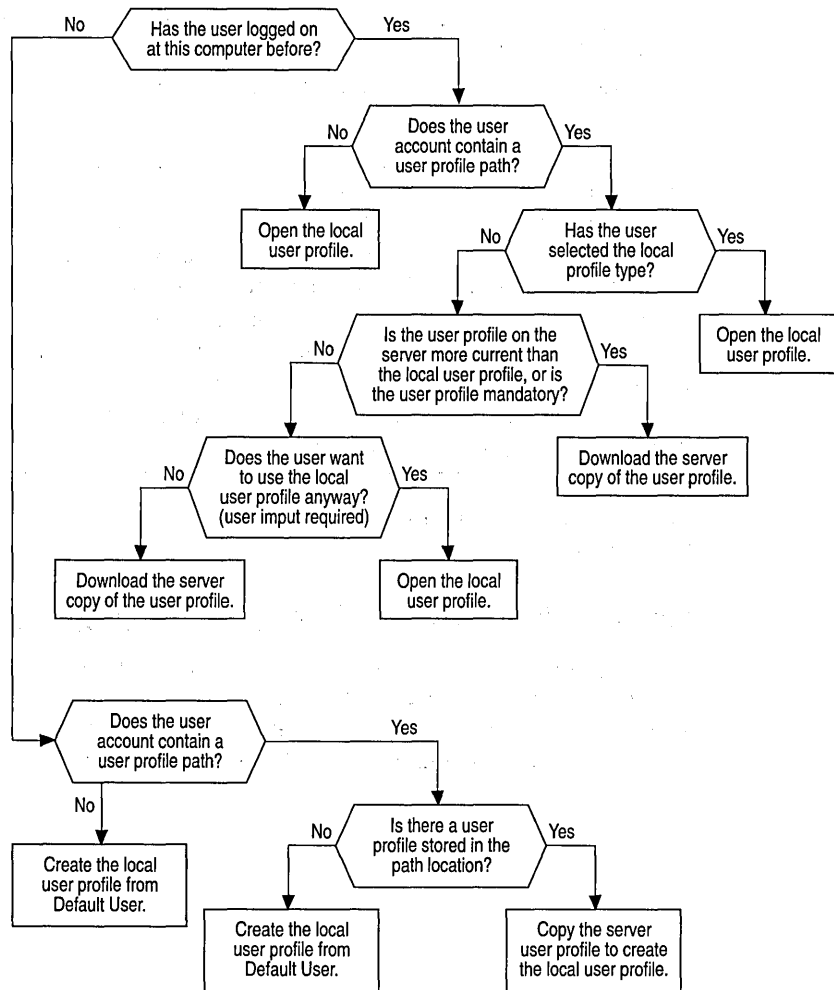 No
Has the user logged on
at this computer before?
Yes
No
Does the user
account contain a
user profile path?
Yes
Open the local
user profile.
No
Has the user
selected the local
profile type?
Yes
No
Is the user profile on the
server more current than
the local user profile, or is
the user profile mandatory?
Yes
Open the local
user profile.
No
Does the user want
to use the local
user profile anyway?
(user imput required)
Yes
Download the server
copy of the user profile.
Download the server
copy of the user profile.
Open the local
user profile.
Does the user
account contain a
user profile path?
Yes
No
No
Is there a user
profile stored in the
path location?
Yes
Create the local
user profile from
Default User.
Create the local
user profile from
Default User.
Copy the server
user profile to create
the local user profile.